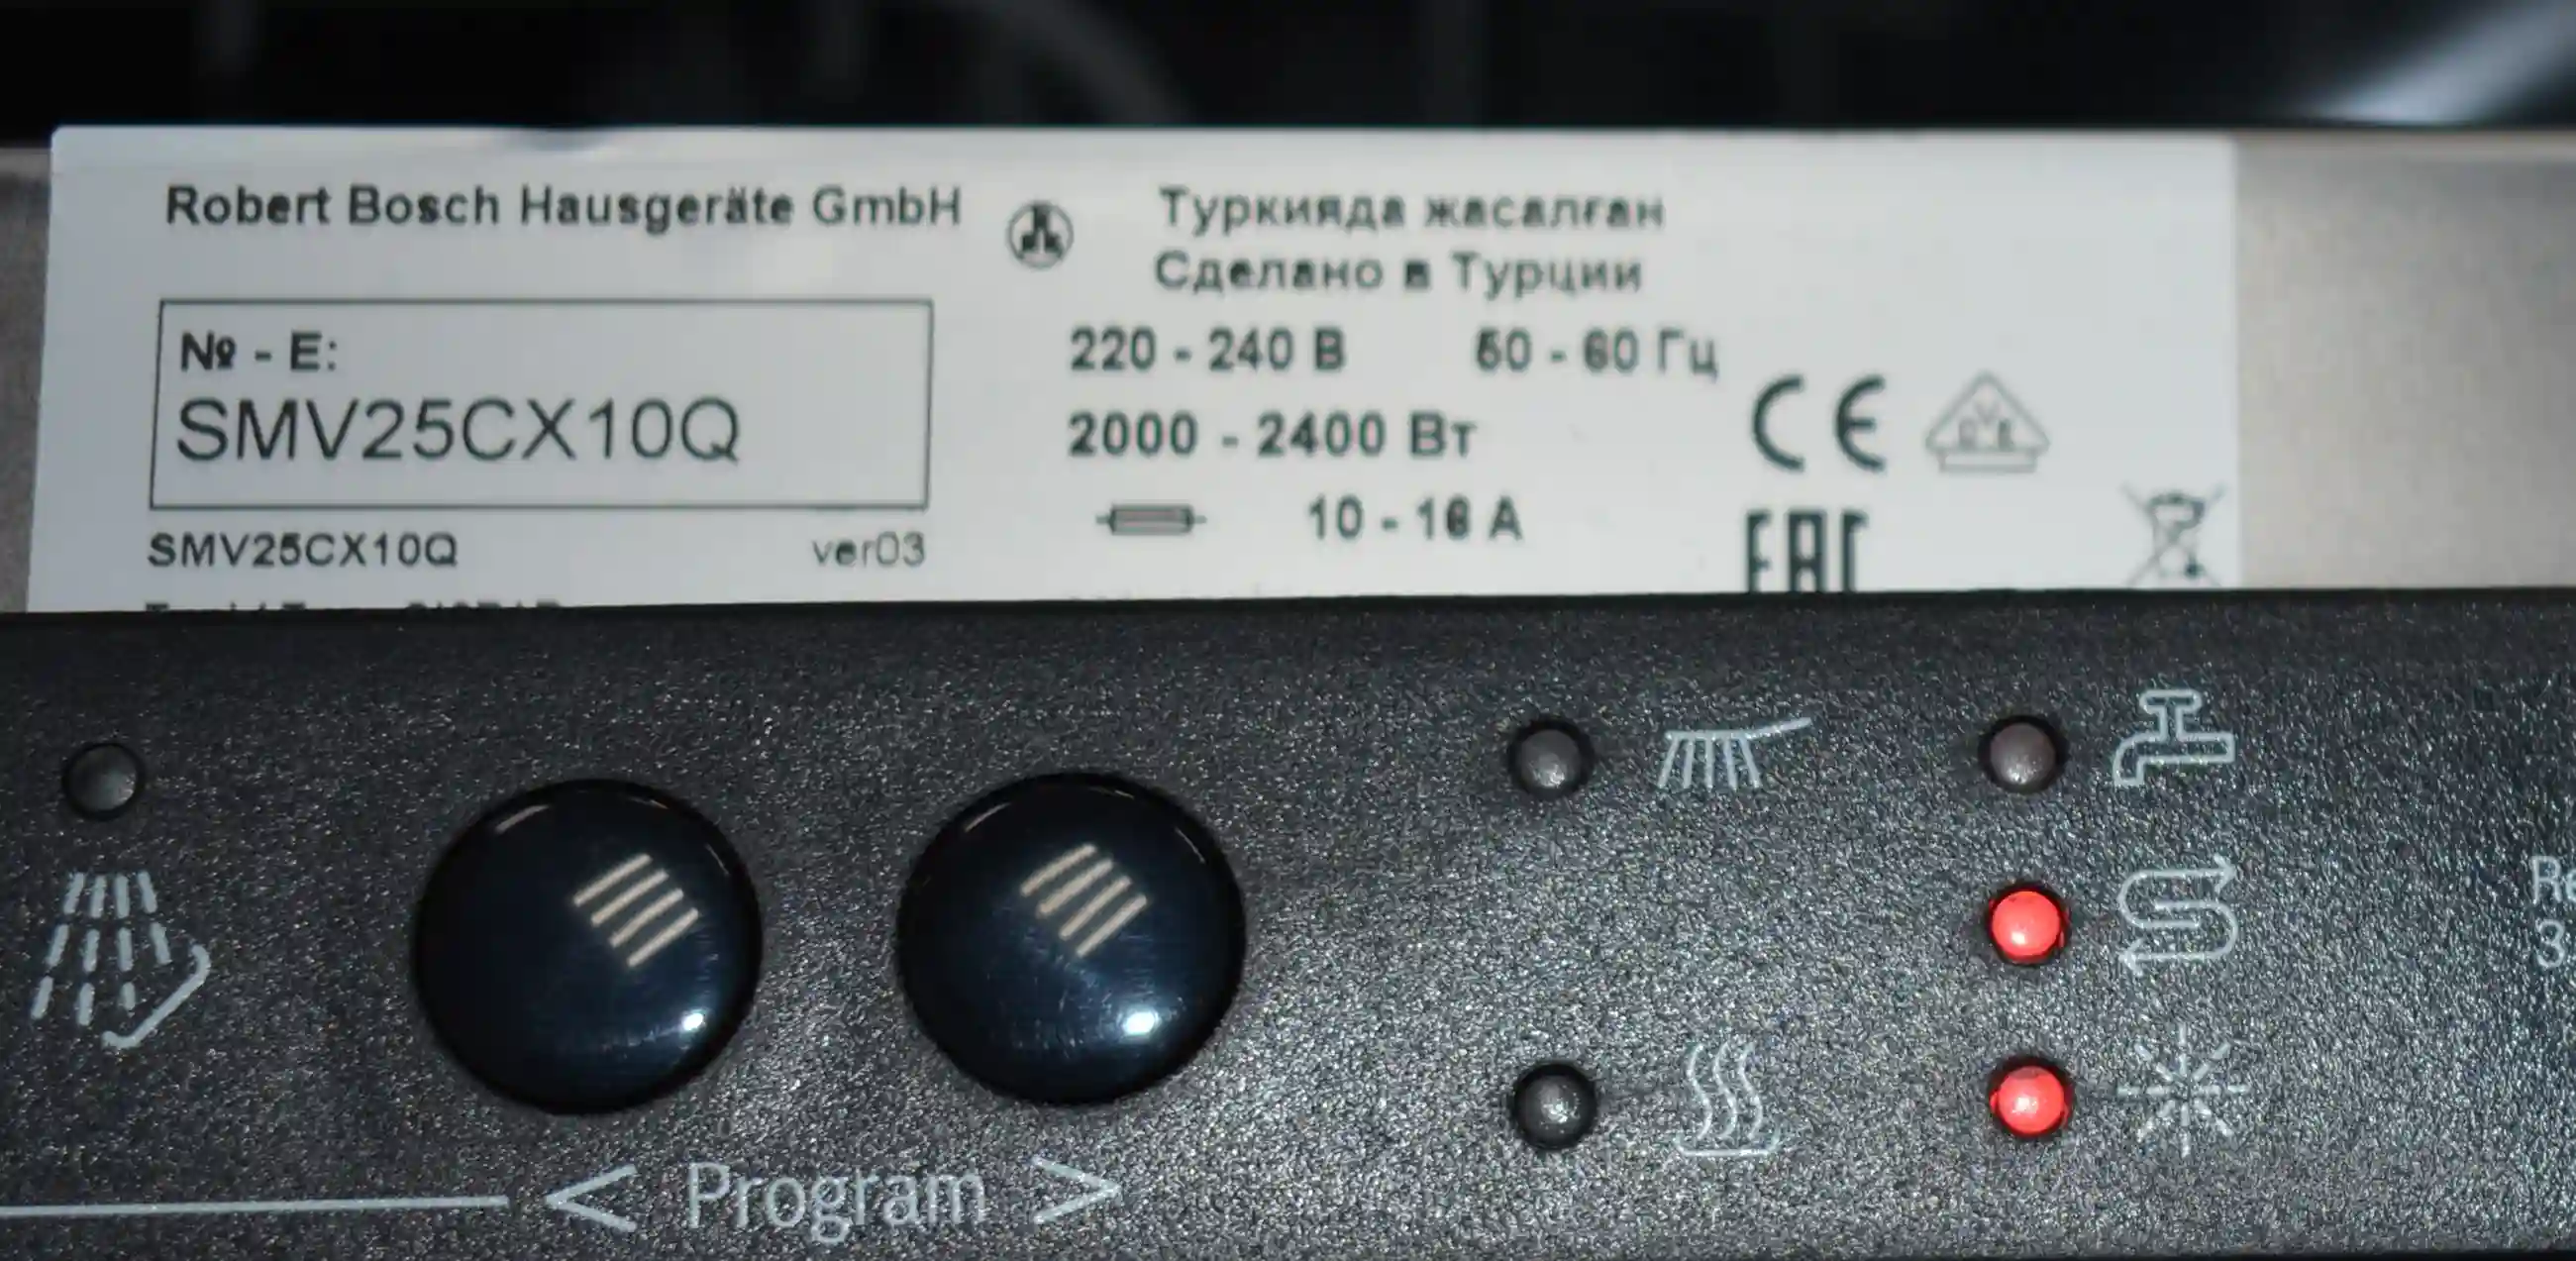 Robert Bosch Hausgeräte GmbH
№ - E:
SMV25CX10Q
SMV25CX10Q ver03
Туркияда жасалган
Сделано в Турции
220 - 240 В 50 - 60 Гц
2000 - 2400 Вт
10 - 16 А
CE
EAC
< Program >